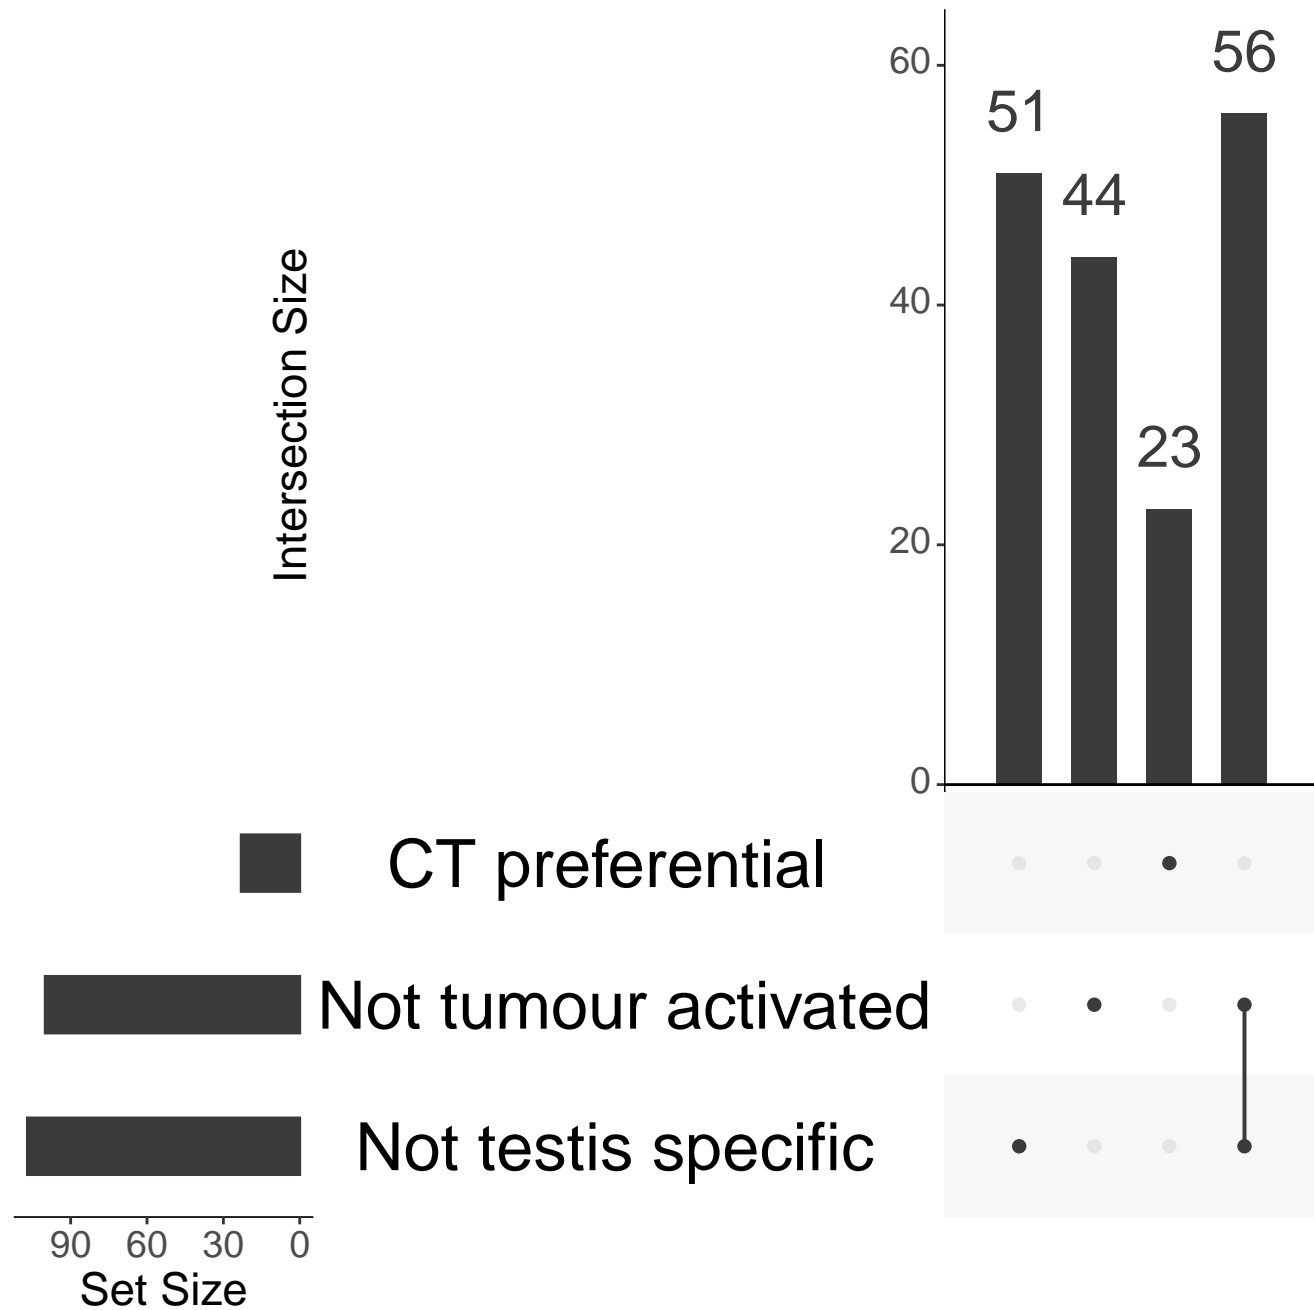 Intersection Size
60
40
20
0
51
44
23
56
CT preferential
Not tumour activated
Not testis specific
90 60 30 0
Set Size